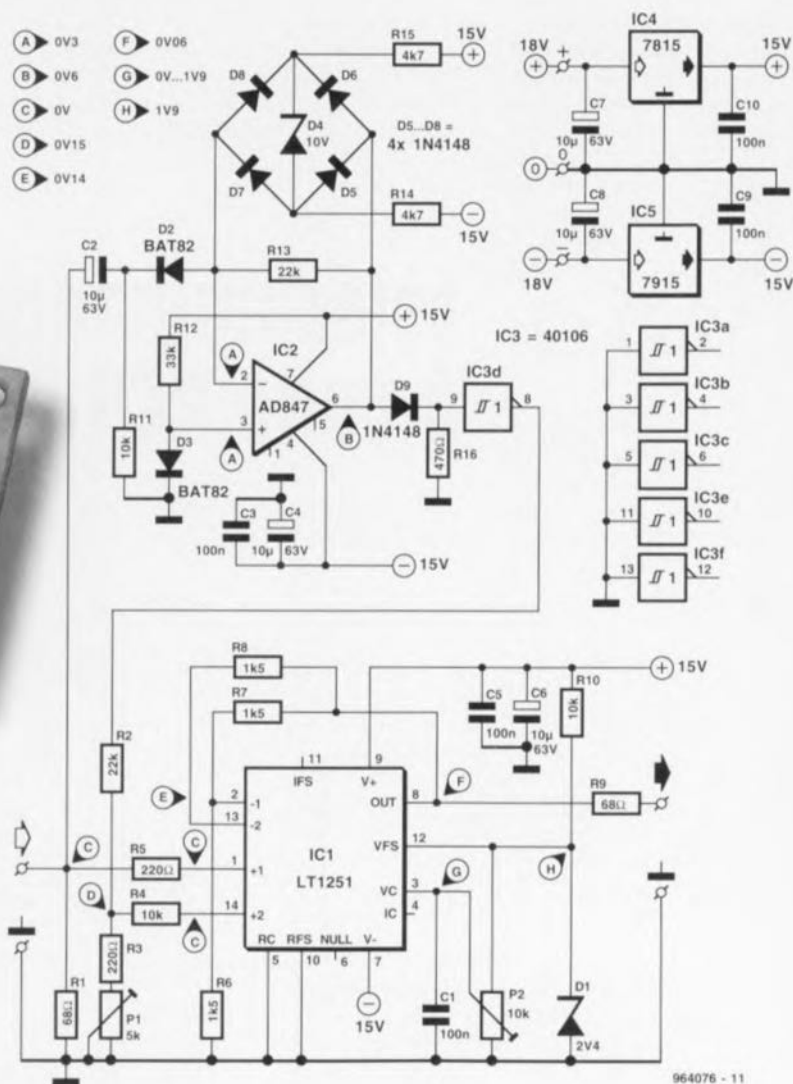 A 0V3
B 0V6
C 0V
D 0V15
E 0V14
F 0V06
G 0V...1V9
H 1V9
R15
4k7
15V
+
D8
D6
D4
10V
D7
D5
D5...D8 =
4x 1N4148
R14
4k7
−
15V
IC4
18V
+
7815
15V
+
C7
10µ
63V
C10
100n
0
0
C8
10µ
63V
IC5
C9
100n
−
18V
−
7915
−
15V
D2
BAT82
C2
10µ
63V
R13
22k
R12
33k
+
15V
IC2
2
−
7
AD847
6
3
+
5
4
1
A
A
B
R11
10k
D3
BAT82
D9
1N4148
IC3 = 40106
IC3d
9
1
8
R16
470Ω
C3
100n
C4
10µ
63V
−
15V
IC3a
1
1
2
IC3b
3
1
4
IC3c
5
1
6
IC3e
11
1
10
IC3f
13
1
12
R8
1k5
R7
1k5
+
15V
C5
100n
C6
10µ
63V
R10
10k
R2
22k
E
11
IFS
9
V+
2
-1
13
-2
OUT
8
F
R9
68Ω
VFS
12
H
C
R5
220Ω
C
1
+1
IC1
LT1251
VC
3
G
D
R4
10k
C
14
+2
IC
4
RC
5
RFS
10
NULL
6
V-
7
R3
220Ω
R1
68Ω
P1
5k
R6
1k5
−
15V
C1
100n
P2
10k
D1
2V4
964076 - 11